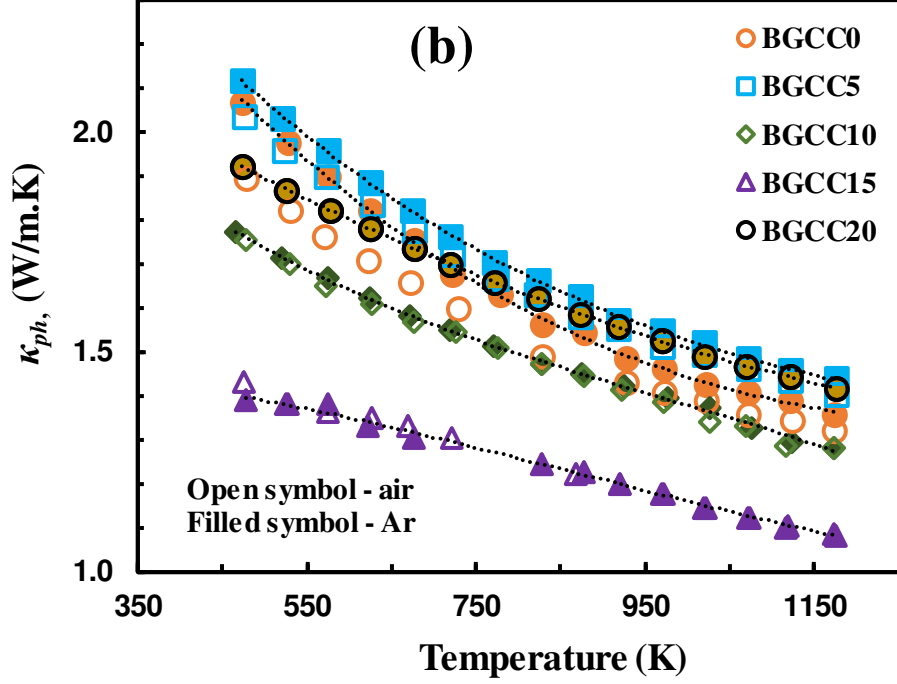 (b)
BGCC0
BGCC5
BGCC10
BGCC15
BGCC20
2.0
1.5
1.0
κph, (W/m.K)
Open symbol - air
Filled symbol - Ar
350 550 750 950 1150
Temperature (K)